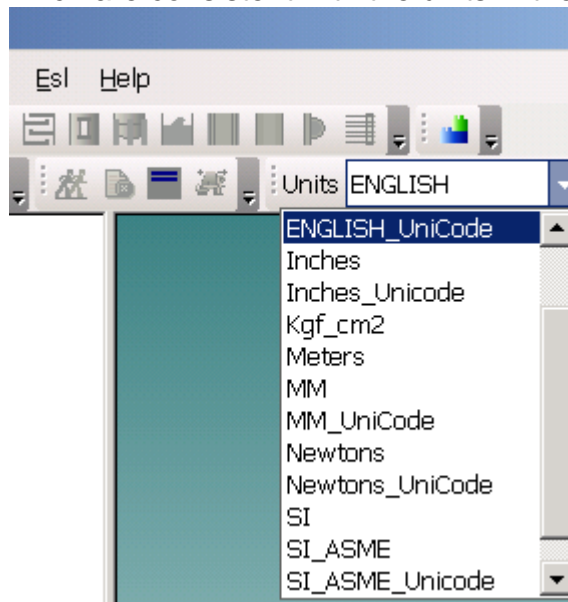 Esl Help
Units ENGLISH
ENGLISH_UniCode
Inches
Inches_Unicode
Kgf_cm2
Meters
MM
MM_UniCode
Newtons
Newtons_UniCode
SI
SI_ASME
SI_ASME_Unicode